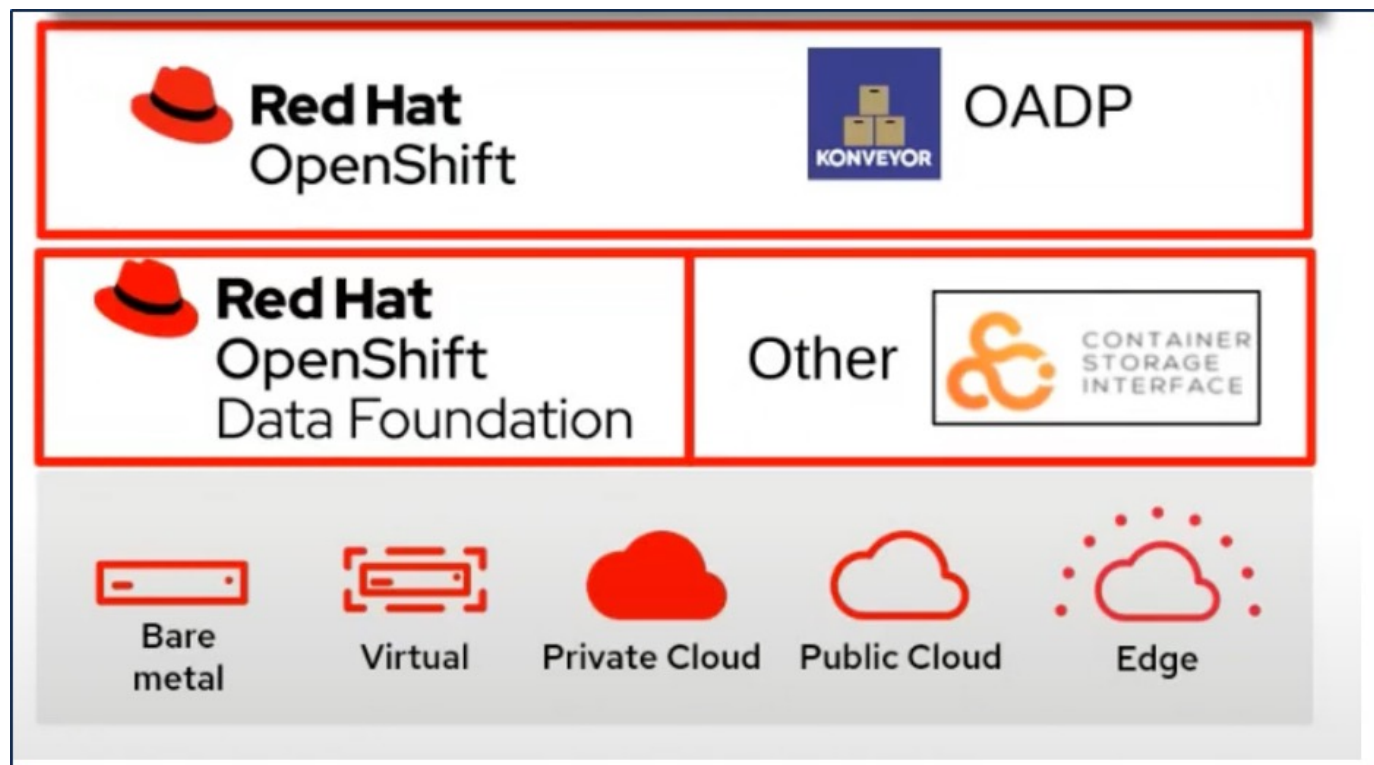 Red Hat
OpenShift
KONVEYOR
OADP
Red Hat
OpenShift
Data Foundation
Other
CONTAINER
STORAGE
INTERFACE
Bare
metal
Virtual
Private Cloud
Public Cloud
Edge